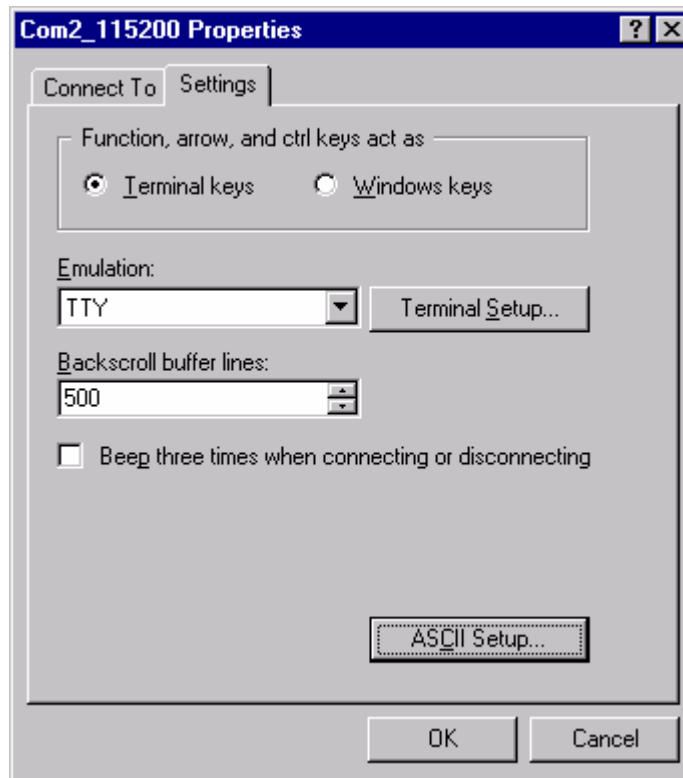 Com2_115200 Properties
Connect To Settings
Function, arrow, and ctrl keys act as
Terminal keys Windows keys
Emulation:
TTY Terminal Setup...
Backscroll buffer lines:
500
Beep three times when connecting or disconnecting
ASCII Setup...
OK Cancel